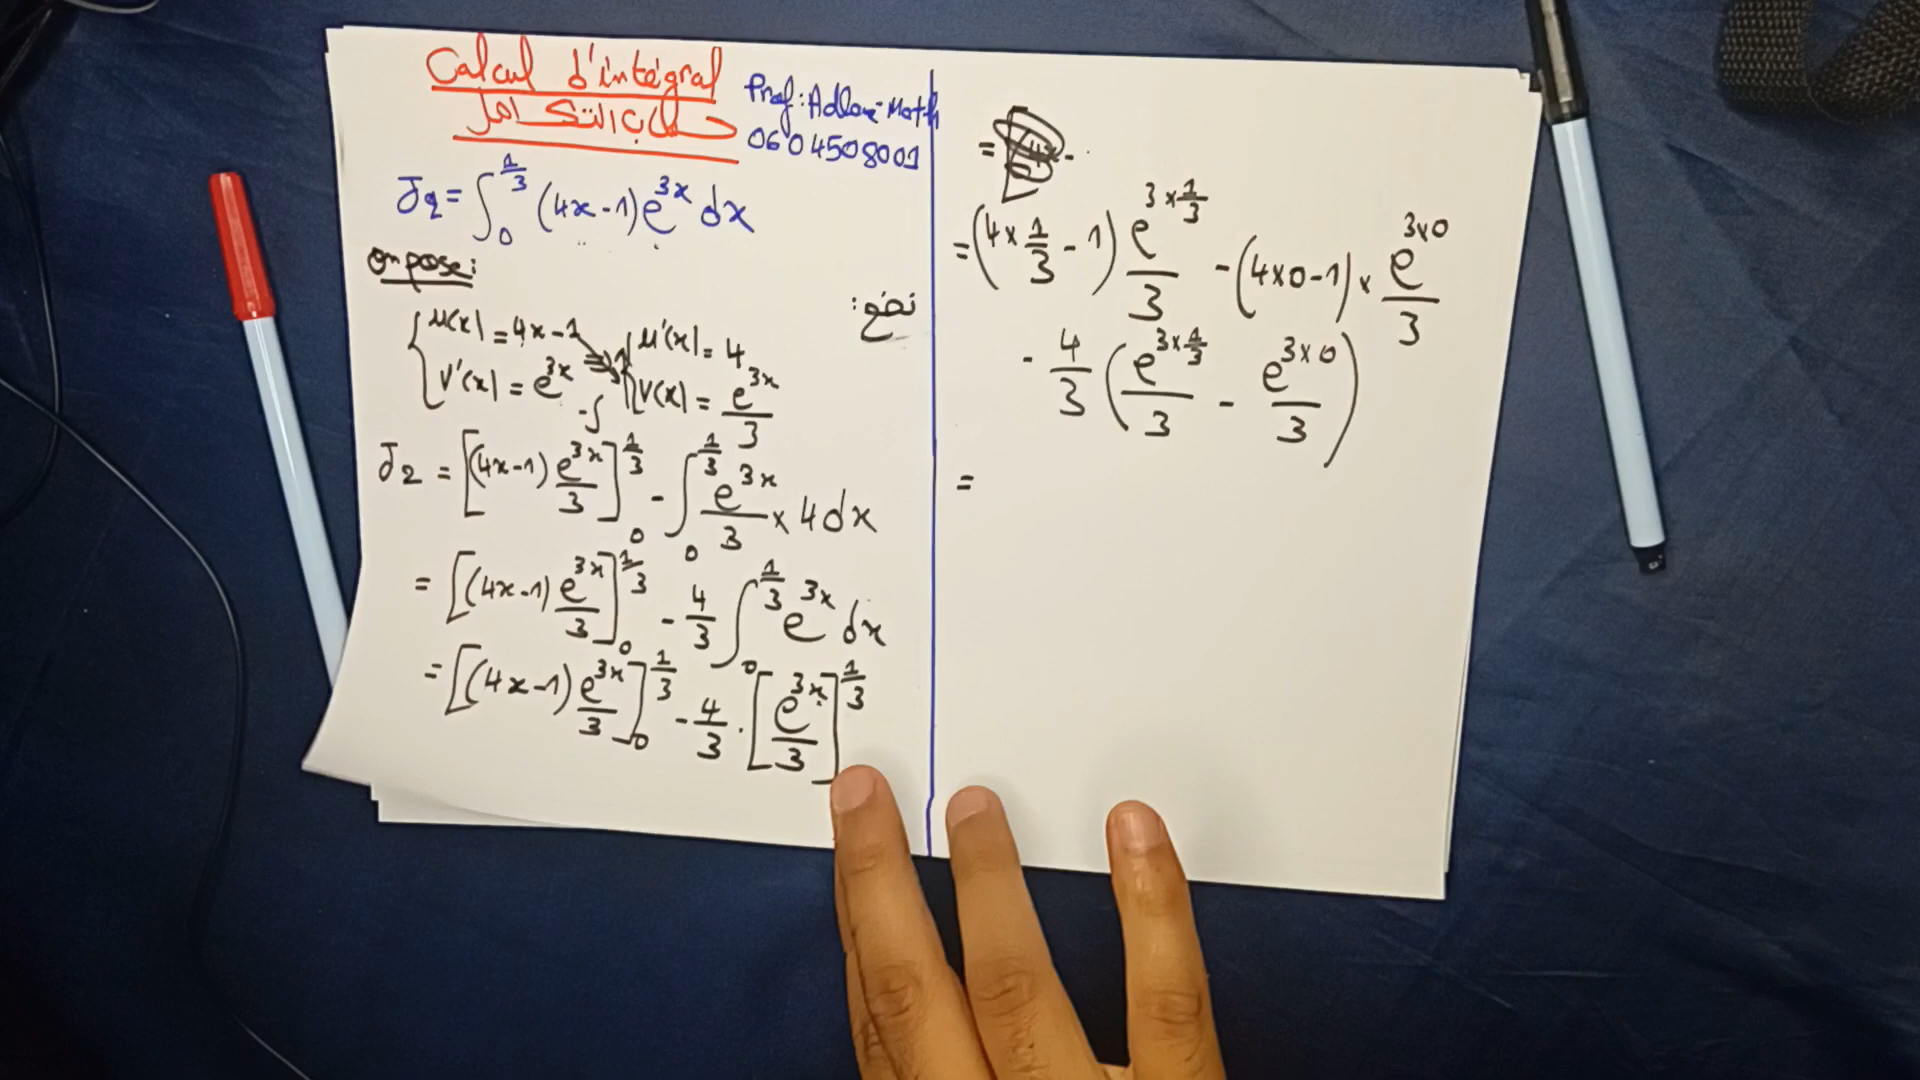 Calcul d'intégral
حساب التكامل
Prof: Adlane-Math
0604508001
J₂ = ∫₀^{1/3} (4x-1)e^{3x} dx
on pose:
نضع:
{ u(x) = 4x-1 ⇒ { u'(x) = 4
{ v'(x) = e^{3x} -∫ { v(x) = e^{3x}/3
J₂ = [(4x-1) e^{3x}/3]₀^{1/3} - ∫₀^{1/3} e^{3x}/3 × 4dx
= [(4x-1) e^{3x}/3]₀^{1/3} - 4/3 ∫₀^{1/3} e^{3x} dx
= [(4x-1) e^{3x}/3]₀^{1/3} - 4/3 · [e^{3x}/3]^{1/3}
=
= (4×1/3 - 1) e^{3×1/3}/3 - (4×0-1) × e^{3×0}/3
- 4/3 (e^{3×1/3}/3 - e^{3×0}/3)
=